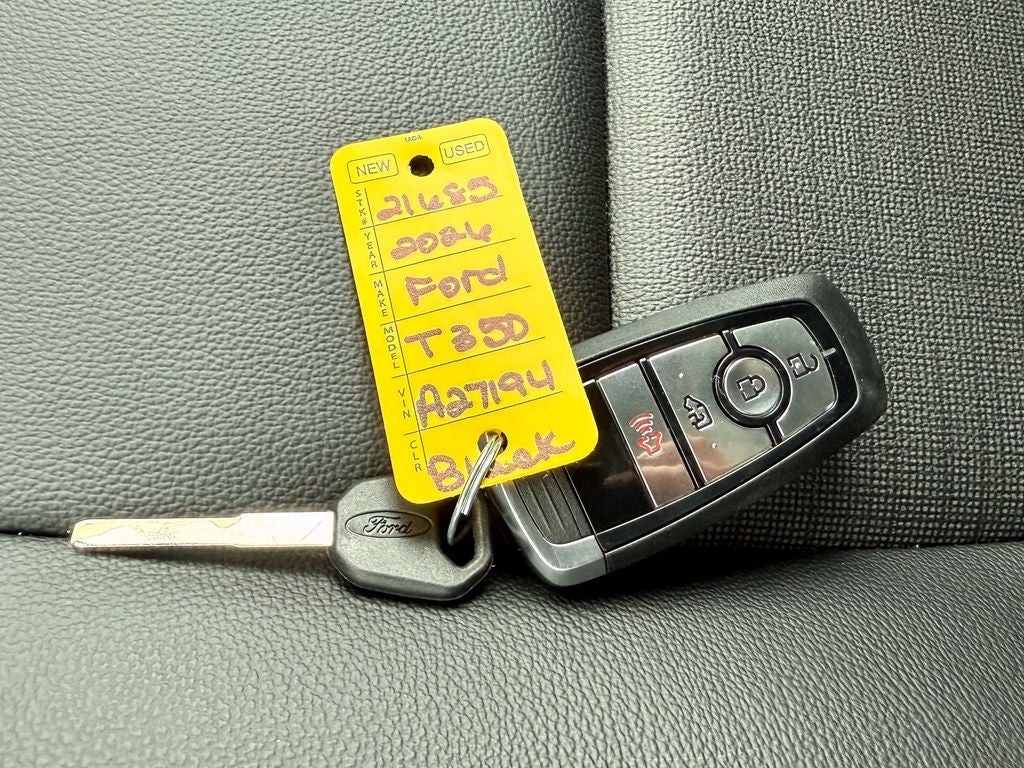 IADA
NEW USED
STK# 21685
YEAR 2026
MAKE Ford
MODEL T350
VIN A27194
CLR Black
Ford